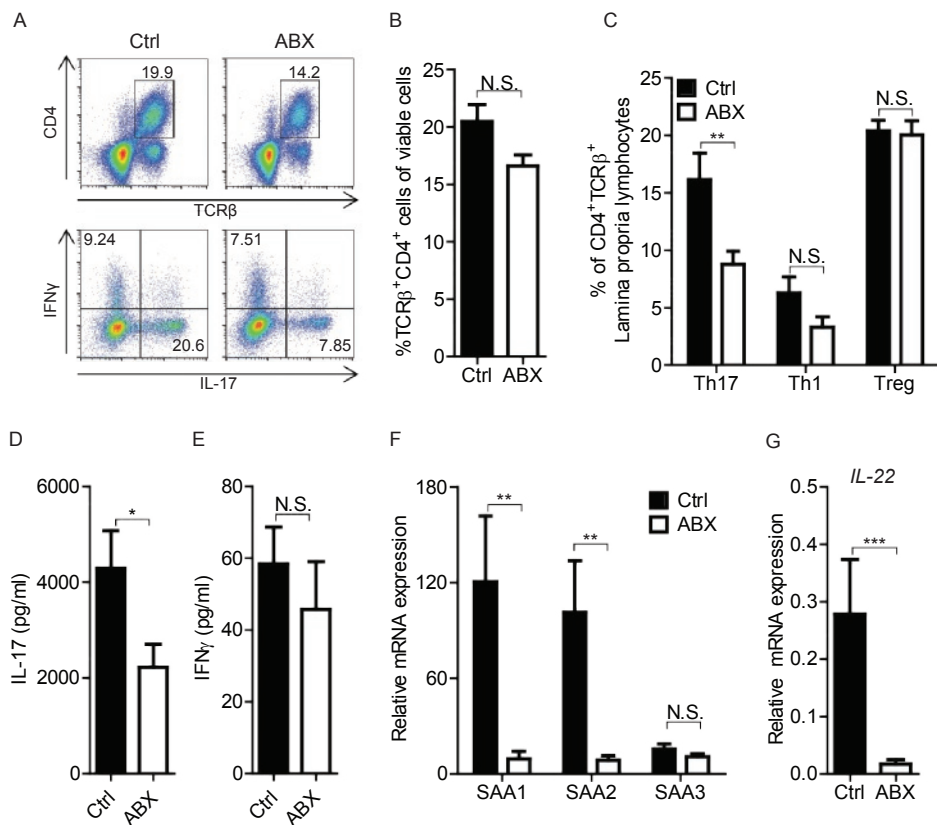 A
Ctrl
ABX
19.9
14.2
CD4
TCRβ
9.24
7.51
20.6
7.85
IFNγ
IL-17
B
%TCRβ⁺CD4⁺ cells of viable cells
25
20
15
10
5
0
N.S.
Ctrl ABX
C
% of CD4⁺TCRβ⁺
Lamina propria lymphocytes
25
20
15
10
5
0
Ctrl
ABX
**
N.S.
N.S.
Th17 Th1 Treg
D
IL-17 (pg/ml)
6000
4000
2000
0
*
Ctrl
ABX
E
IFNγ (pg/ml)
80
60
40
20
0
N.S.
Ctrl
ABX
F
Relative mRNA expression
180
120
60
0
Ctrl
ABX
**
**
N.S.
SAA1 SAA2 SAA3
G
IL-22
Relative mRNA expression
0.5
0.4
0.3
0.2
0.1
0.0
***
Ctrl ABX